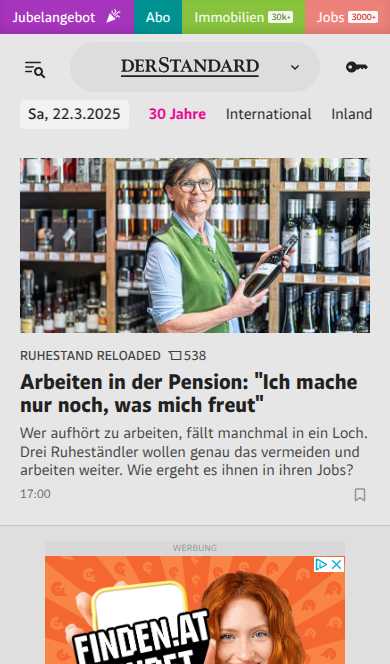 Jubelangebot
Abo
Immobilien 30k+
Jobs 3000+
DERSTANDARD
Sa, 22.3.2025
30 Jahre
International
Inland
RUHESTAND RELOADED 538
Arbeiten in der Pension: "Ich mache
nur noch, was mich freut"
Wer aufhört zu arbeiten, fällt manchmal in ein Loch.
Drei Ruheständler wollen genau das vermeiden und
arbeiten weiter. Wie ergeht es ihnen in ihren Jobs?
17:00
WERBUNG
FINDEN.AT